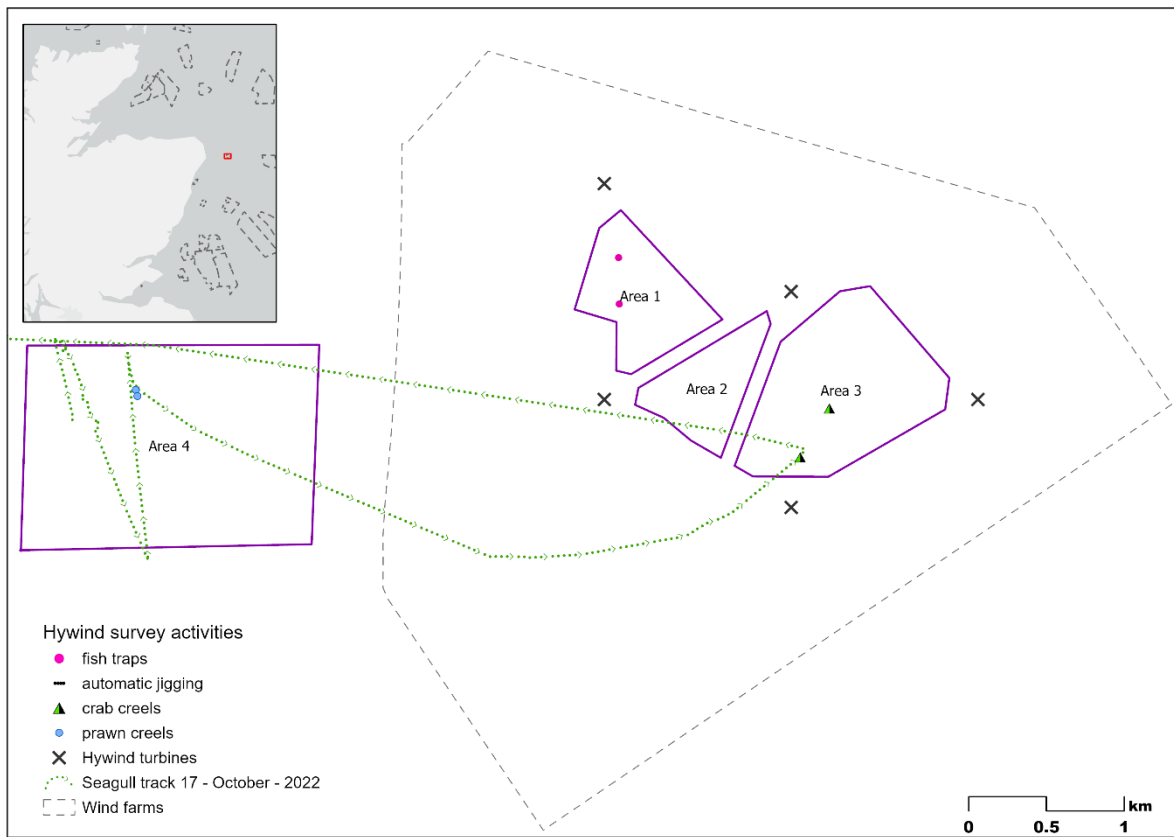 Area 1
Area 2
Area 3
Area 4
Hywind survey activities
fish traps
automatic jigging
crab creels
prawn creels
Hywind turbines
Seagull track 17 - October - 2022
Wind farms
km
0 0.5 1